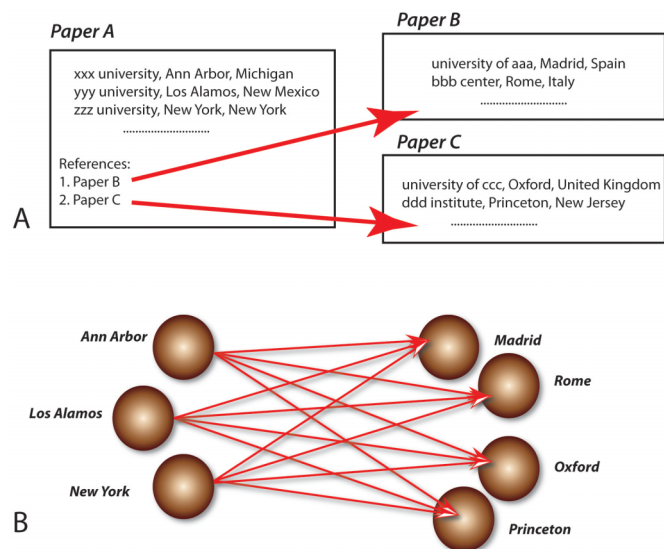 Paper A
xxx university, Ann Arbor, Michigan
yyy university, Los Alamos, New Mexico
zzz university, New York, New York
..............................
References:
1. Paper B
2. Paper C
Paper B
university of aaa, Madrid, Spain
bbb center, Rome, Italy
..............................
Paper C
university of ccc, Oxford, United Kingdom
ddd institute, Princeton, New Jersey
..............................
A
Ann Arbor
Los Alamos
New York
Madrid
Rome
Oxford
Princeton
B